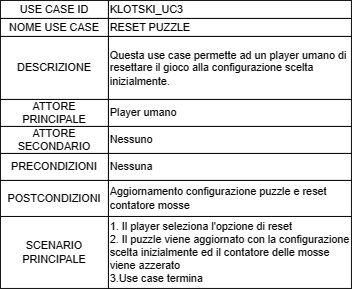 USE CASE ID KLOTSKI_UC3
NOME USE CASE RESET PUZZLE
DESCRIZIONE
Questa use case permette ad un player umano di
resettare il gioco alla configurazione scelta
inizialmente.
ATTORE
PRINCIPALE
Player umano
ATTORE
SECONDARIO
Nessuno
PRECONDIZIONI Nessuna
POSTCONDIZIONI
Aggiornamento configurazione puzzle e reset
contatore mosse
SCENARIO
PRINCIPALE
1. Il player seleziona l'opzione di reset
2. Il puzzle viene aggiornato con la configurazione
scelta inizialmente ed il contatore delle mosse
viene azzerato
3.Use case termina